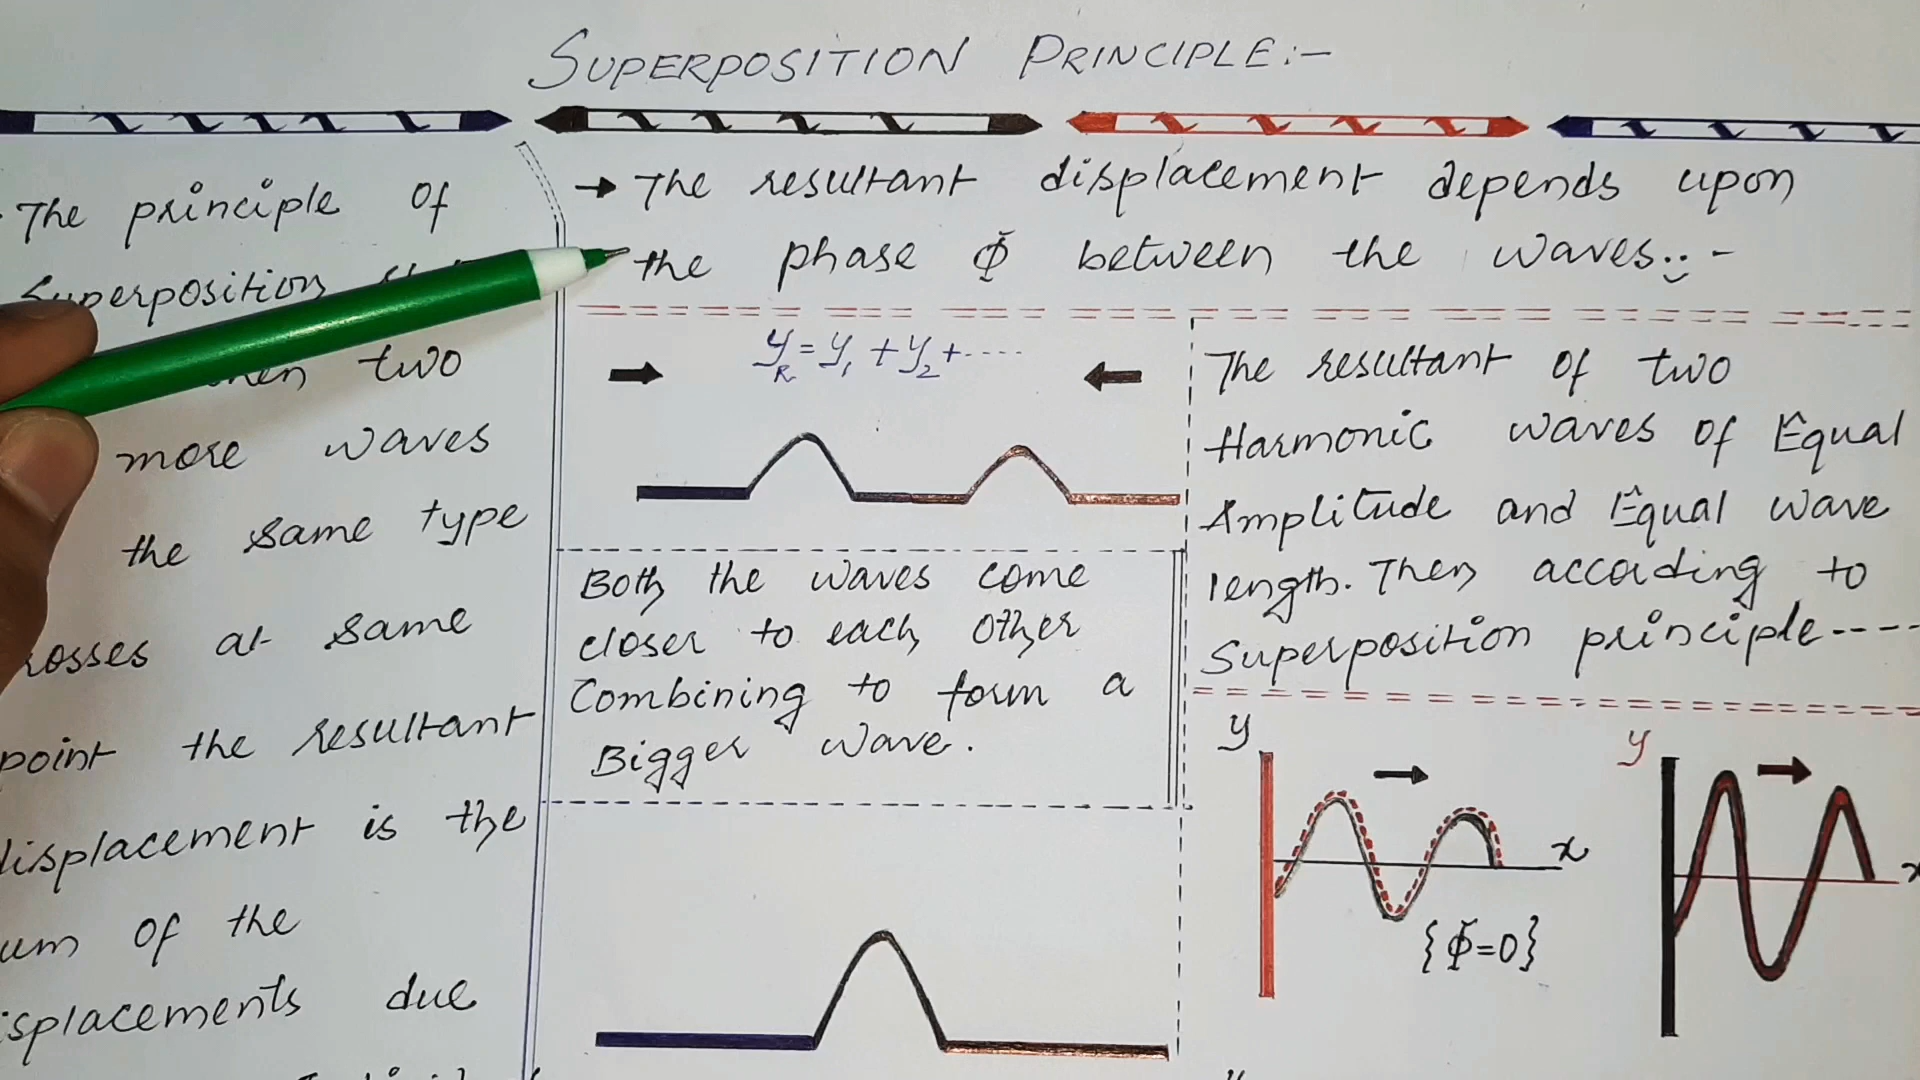 SUPERPOSITION PRINCIPLE:-
The principle of
Superposition
two
more waves
the same type
at same
point the resultant
displacement is the
of the
due
→ The resultant displacement depends upon
the phase Φ between the waves:-
y_R = y_1 + y_2 + ----
Both the waves come
closer to each other
Combining to form a
Bigger wave.
The resultant of two
Harmonic waves of Equal
Amplitude and Equal wave
length. Then according to
Superposition principle----
y
x
{Φ=0}
y
x